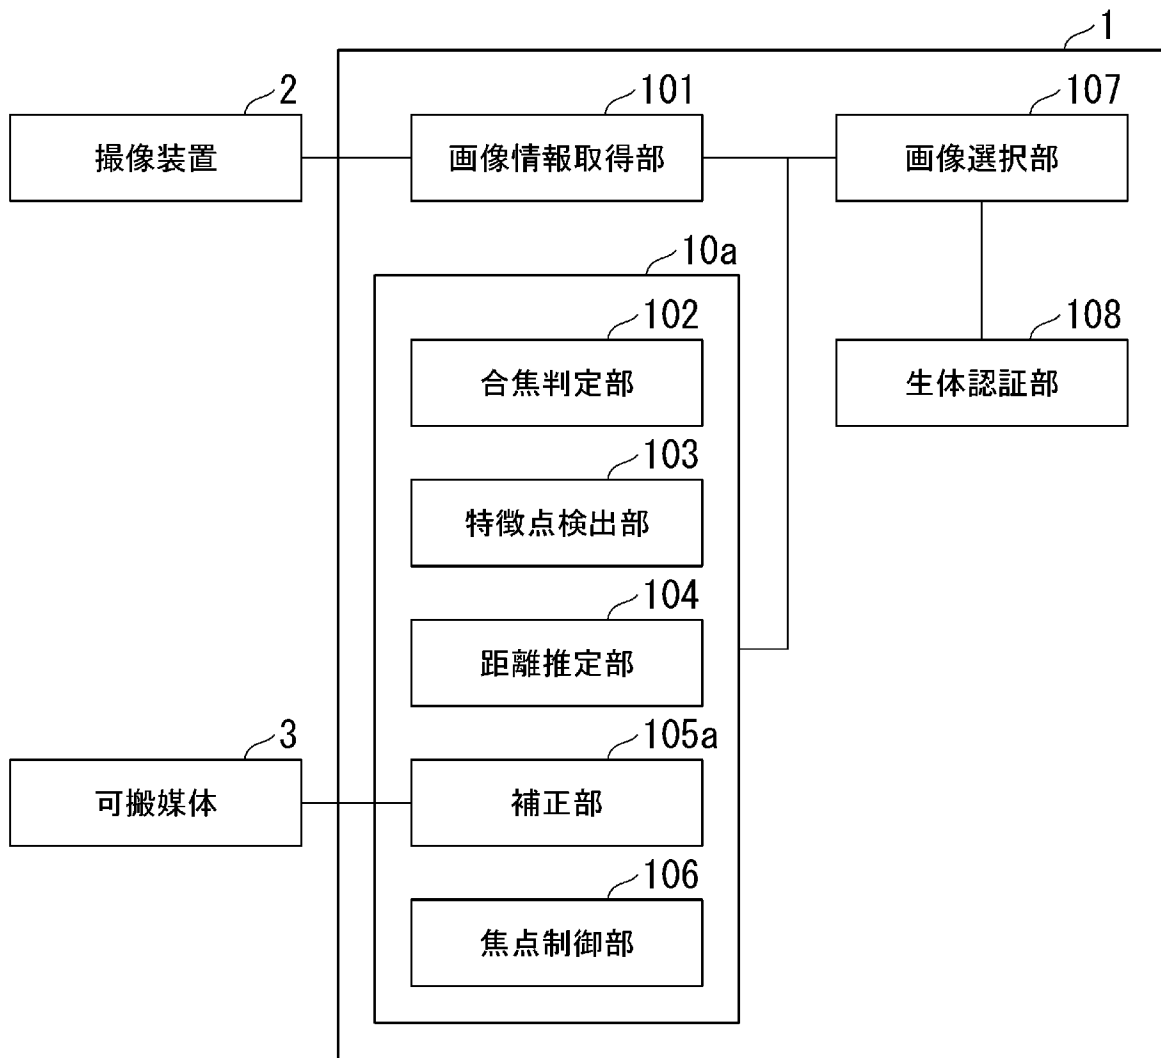 1
2
101
107
撮像装置
画像情報取得部
画像選択部
10a
102
108
合焦判定部
生体認証部
103
特徴点検出部
104
距離推定部
3
105a
可搬媒体
補正部
106
焦点制御部